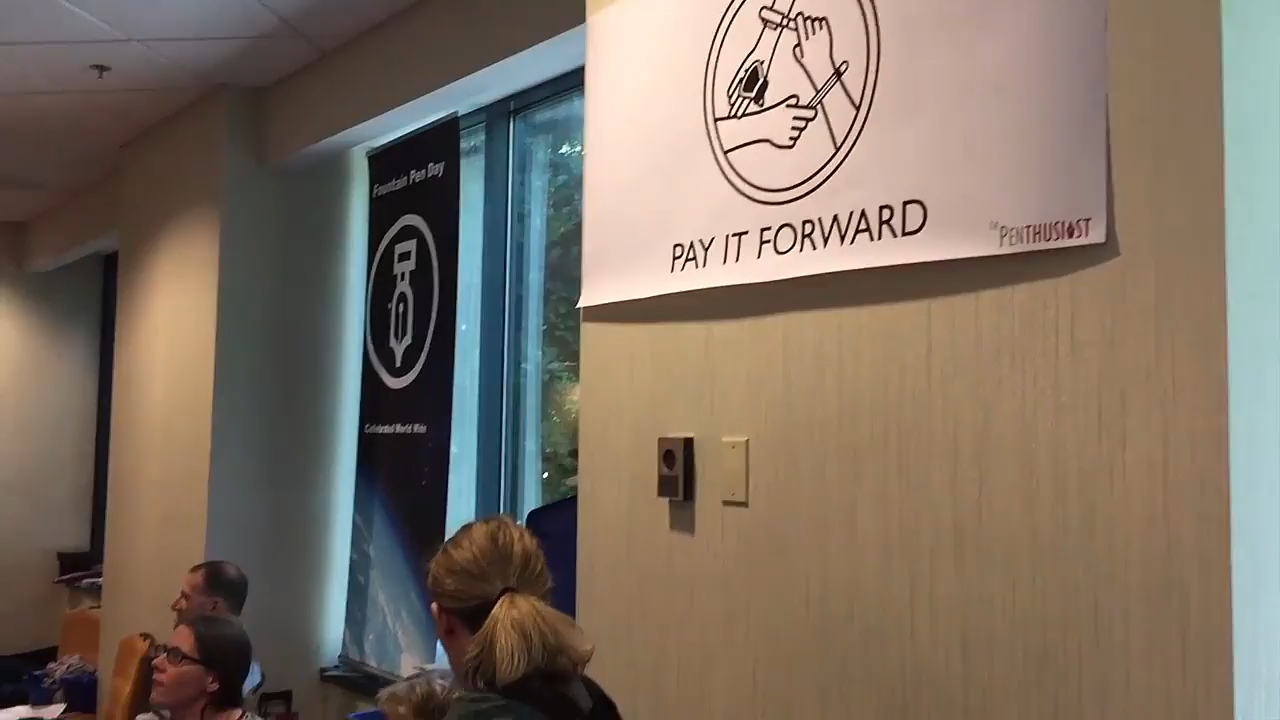 Fountain Pen Day
Celebrated World Wide
PAY IT FORWARD
THE PENTHUSIAST